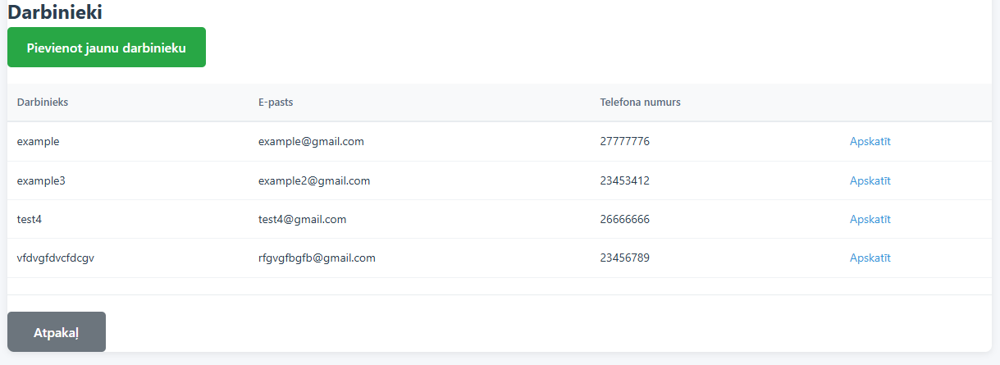 Darbinieki
Pievienot jaunu darbinieku
Darbinieks E-pasts Telefona numurs
example example@gmail.com 27777776 Apskatīt
example3 example2@gmail.com 23453412 Apskatīt
test4 test4@gmail.com 26666666 Apskatīt
vfdvgfdvcfdcgv rfgvgfbgfb@gmail.com 23456789 Apskatīt
Atpakaļ